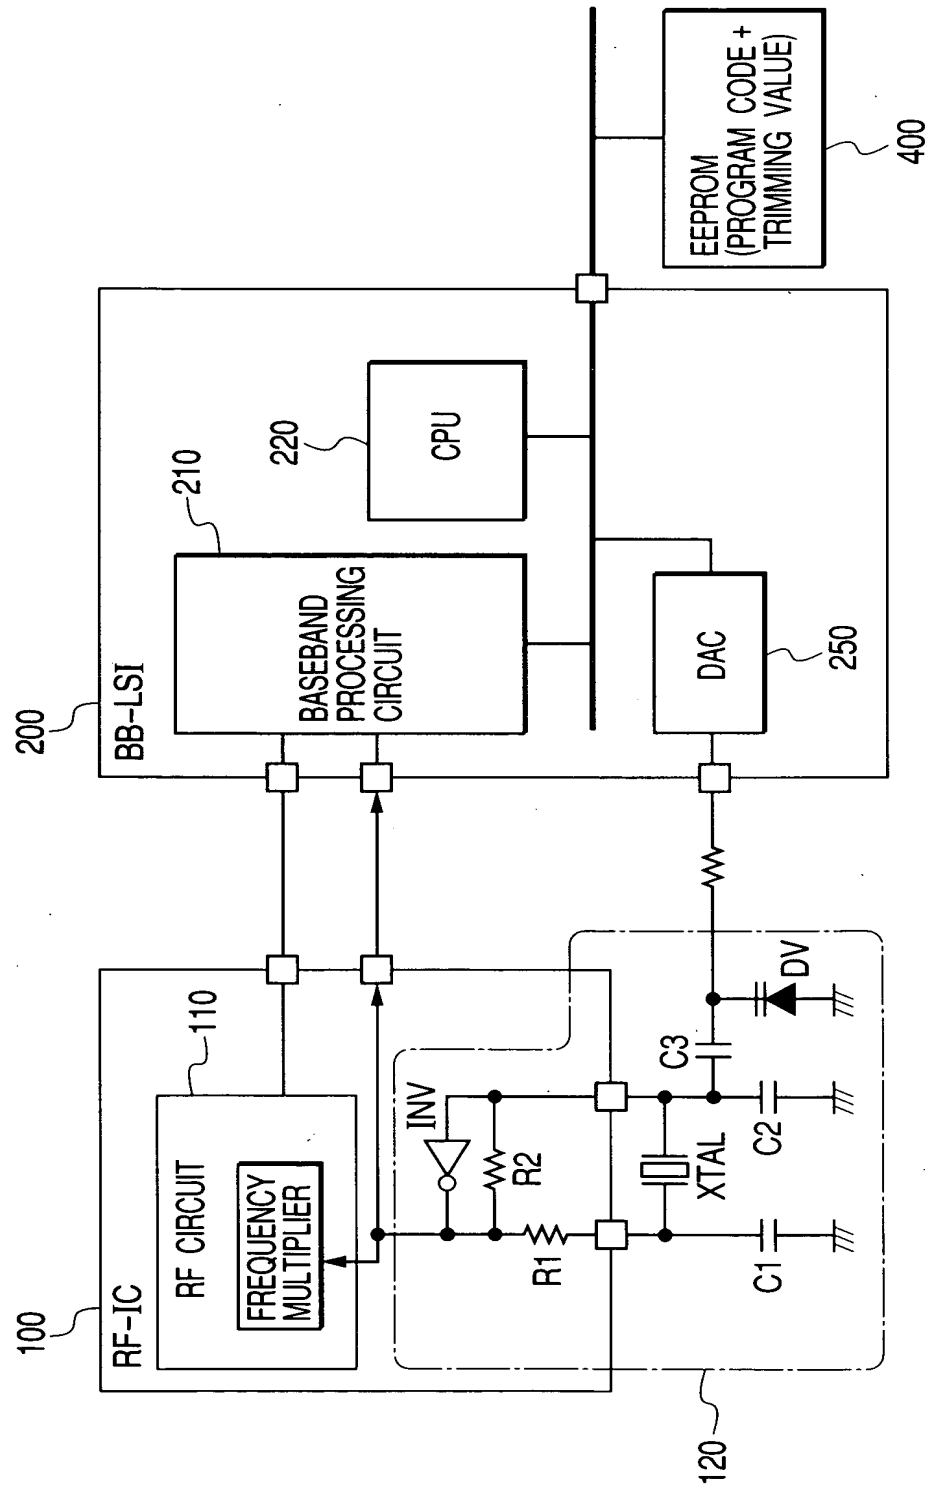 100
RF-IC
RF CIRCUIT
110
FREQUENCY
MULTIPLIER
INV
R2
R1
XTAL
C1
C2
C3
DV
120
200
BB-LSI
210
BASEBAND
PROCESSING
CIRCUIT
220
CPU
DAC
250
EEPROM
(PROGRAM CODE +
TRIMMING VALUE)
400